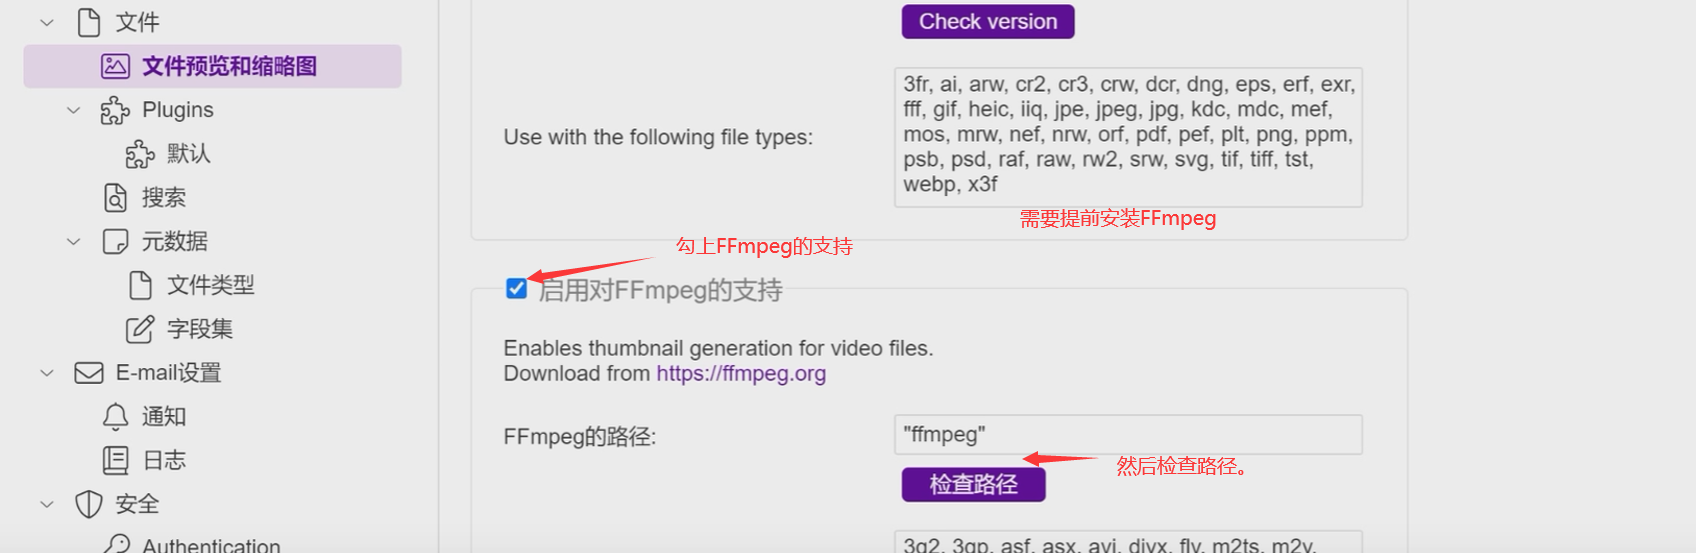 文件
文件预览和缩略图
Plugins
默认
搜索
元数据
文件类型
字段集
E-mail设置
通知
日志
安全
Authentication
Check version
Use with the following file types:
3fr, ai, arw, cr2, cr3, crw, dcr, dng, eps, erf, exr,
fff, gif, heic, iiq, jpe, jpeg, jpg, kdc, mdc, mef,
mos, mrw, nef, nrw, orf, pdf, pef, plt, png, ppm,
psb, psd, raf, raw, rw2, srw, svg, tif, tiff, tst,
webp, x3f
需要提前安装FFmpeg
勾上FFmpeg的支持
启用对FFmpeg的支持
Enables thumbnail generation for video files.
Download from https://ffmpeg.org
FFmpeg的路径:
"ffmpeg"
然后检查路径。
检查路径
3g2, 3gp, asf, asx, avi, divx, flv, m2ts, m2v,